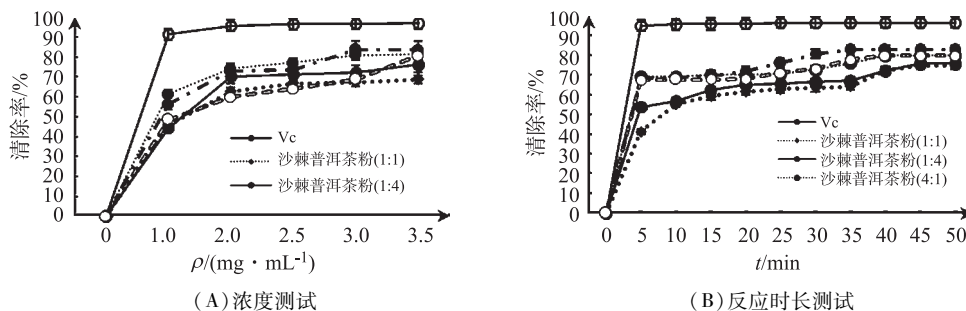 100
90
80
70
60
50
40
30
20
10
0
清除率/%
Vc
沙棘普洱茶粉(1:1)
沙棘普洱茶粉(1:4)
0 1.0 2.0 2.5 3.0 3.5
ρ/(mg·mL⁻¹)
(A)浓度测试
100
90
80
70
60
50
40
30
20
10
0
清除率/%
Vc
沙棘普洱茶粉(1:1)
沙棘普洱茶粉(1:4)
沙棘普洱茶粉(4:1)
0 5 10 15 20 25 30 35 40 45 50
t/min
(B)反应时长测试